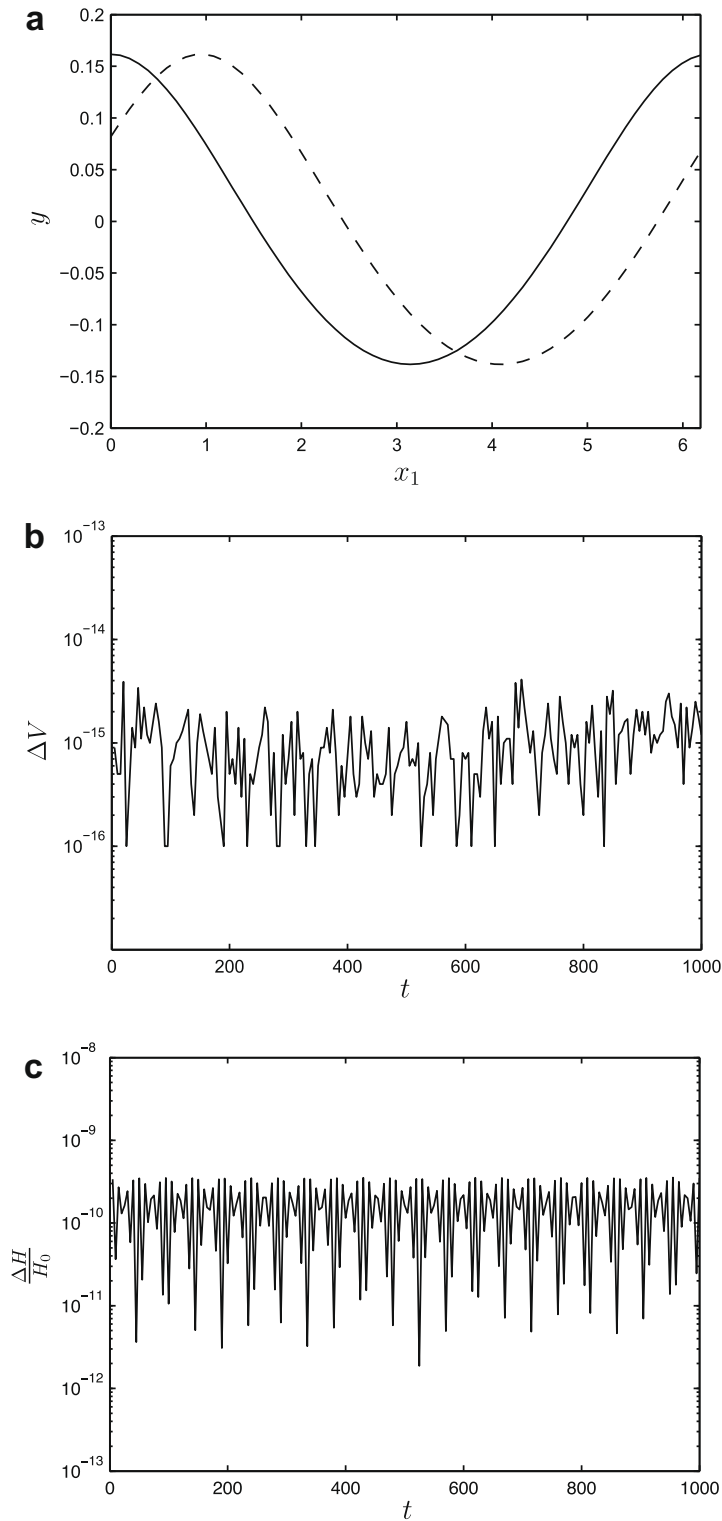 a
0.2
0.15
0.1
0.05
0
−0.05
−0.1
−0.15
−0.2
y
0 1 2 3 4 5 6
x₁
b
10⁻¹³
10⁻¹⁴
10⁻¹⁵
10⁻¹⁶
ΔV
0 200 400 600 800 1000
t
c
10⁻⁸
10⁻⁹
10⁻¹⁰
10⁻¹¹
10⁻¹²
10⁻¹³
ΔH
H₀
0 200 400 600 800 1000
t